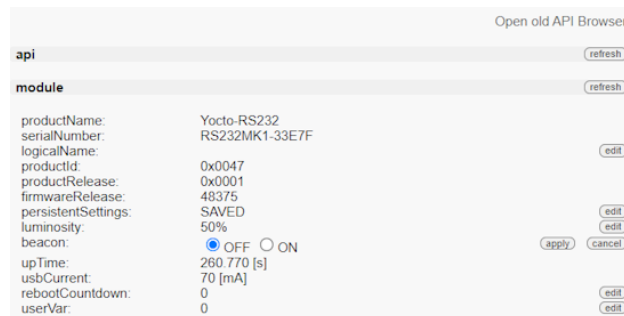 Open old API Browser
api refresh
module refresh
productName: Yocto-RS232
serialNumber: RS232MK1-33E7F
logicalName: edit
productId: 0x0047
productRelease: 0x0001
firmwareRelease: 48375
persistentSettings: SAVED edit
luminosity: 50% edit
beacon: OFF ON apply cancel
upTime: 260.770 [s]
usbCurrent: 70 [mA]
rebootCountdown: 0 edit
userVar: 0 edit